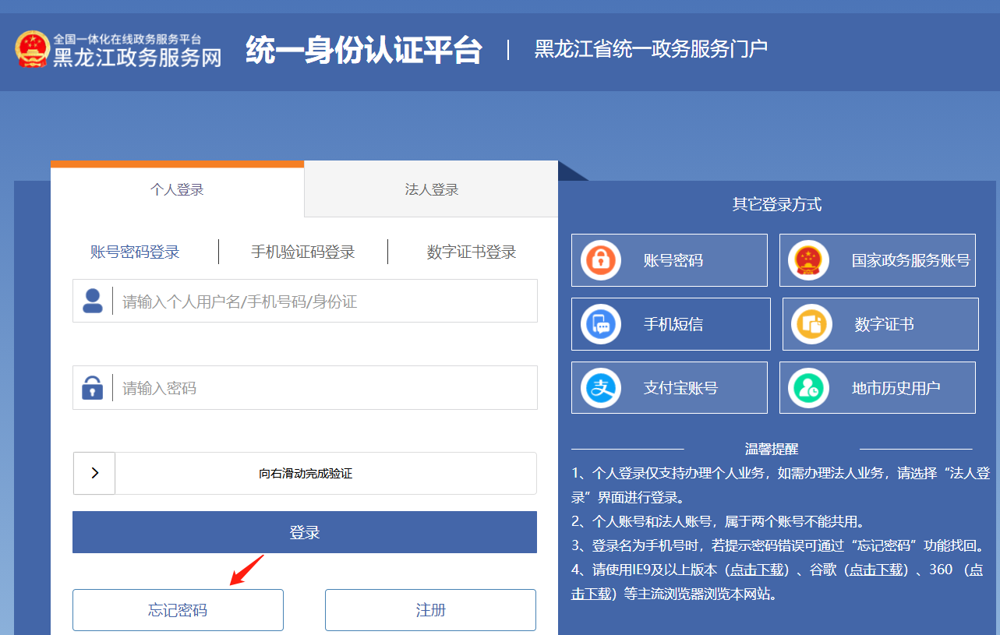 全国一体化在线政务服务平台
黑龙江政务服务网
统一身份认证平台
黑龙江省统一政务服务门户
个人登录
法人登录
账号密码登录
手机验证码登录
数字证书登录
请输入个人用户名/手机号码/身份证
请输入密码
向右滑动完成验证
登录
忘记密码
注册
其它登录方式
账号密码
国家政务服务账号
手机短信
数字证书
支付宝账号
地市历史用户
温馨提醒
1、个人登录仅支持办理个人业务，如需办理法人业务，请选择“法人登
录”界面进行登录。
2、个人账号和法人账号，属于两个账号不能共用。
3、登录名为手机号时，若提示密码错误可通过“忘记密码”功能找回。
4、请使用IE9及以上版本（点击下载）、谷歌（点击下载）、360 （点
击下载）等主流浏览器浏览本网站。